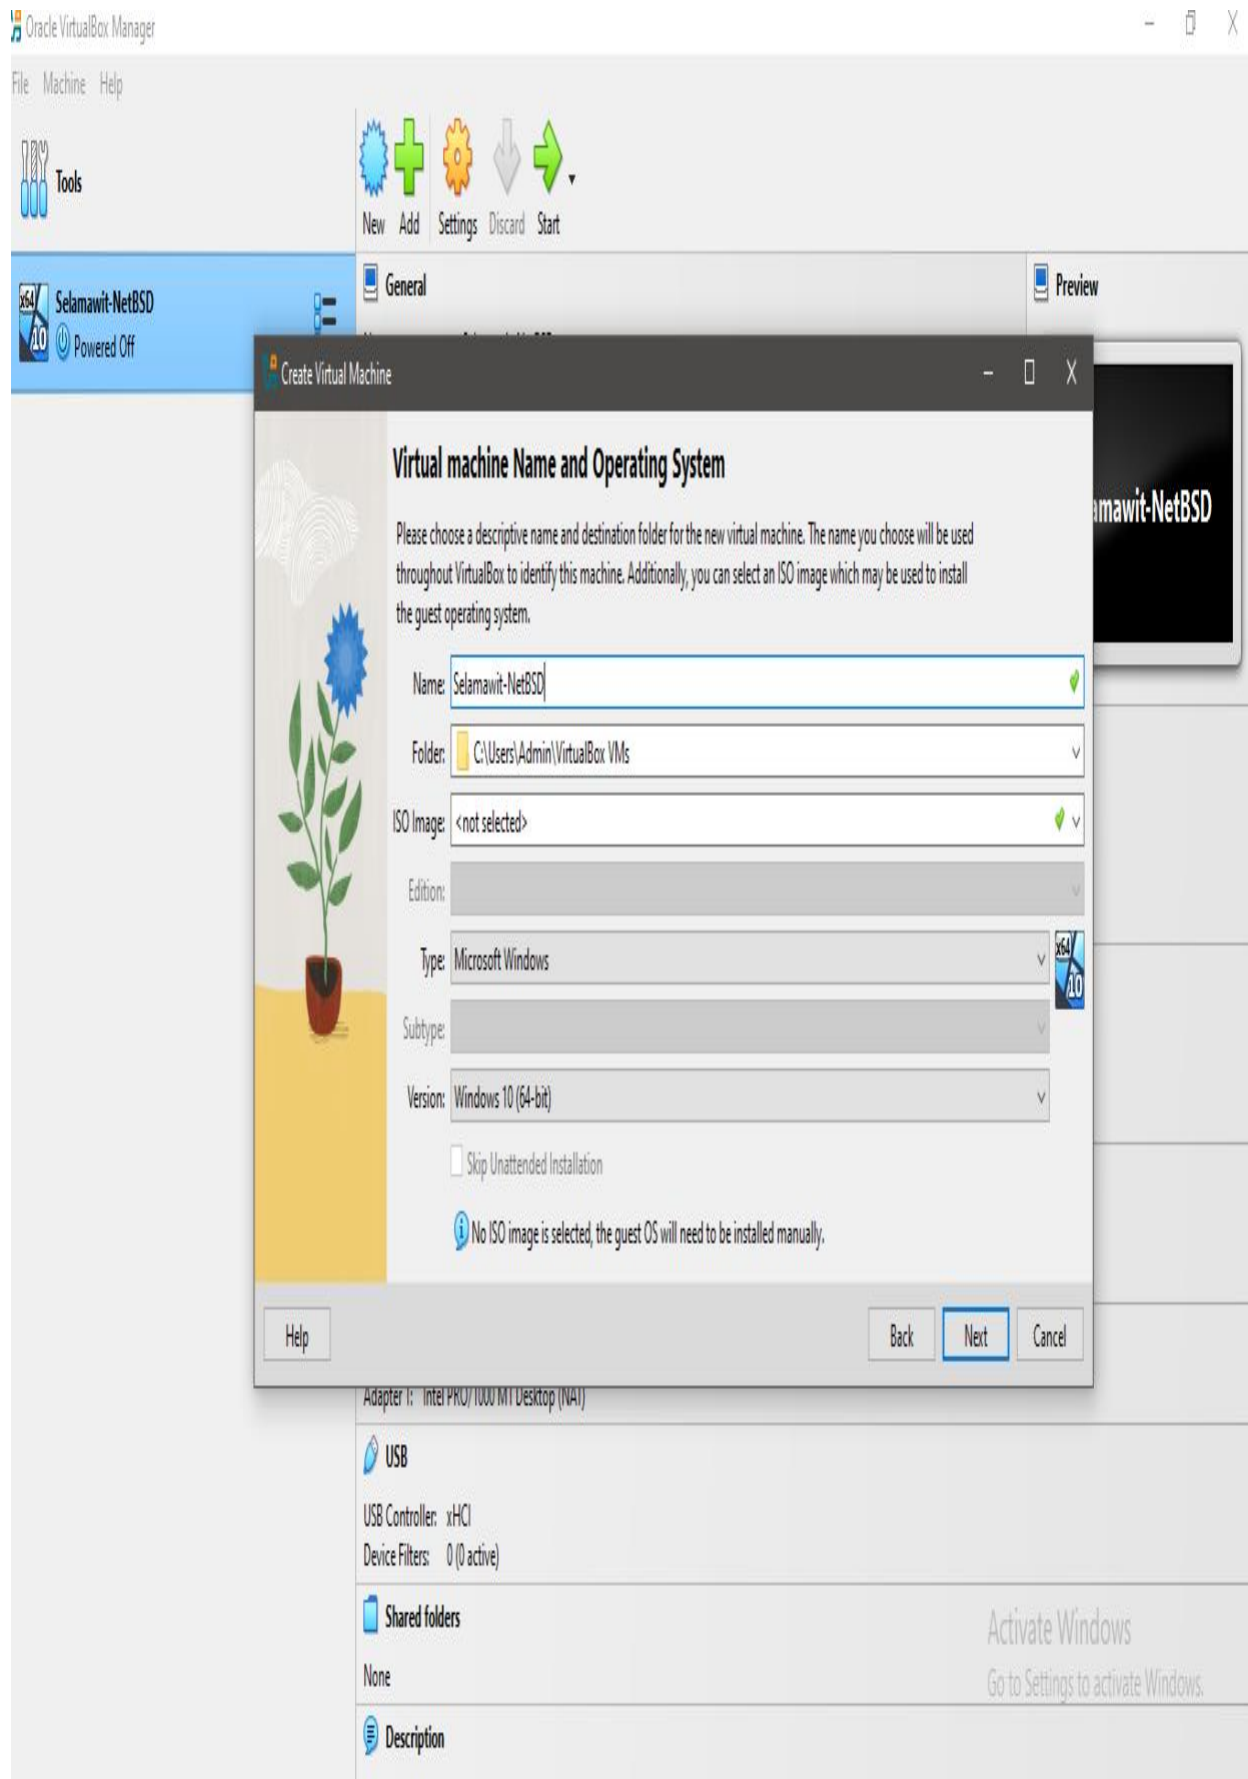 Oracle VirtualBox Manager
File Machine Help
Tools
New Add Settings Discard Start
x64
10
Selamawit-NetBSD
Powered Off
General
Preview
amawit-NetBSD
Create Virtual Machine
Virtual machine Name and Operating System
Please choose a descriptive name and destination folder for the new virtual machine. The name you choose will be used
throughout VirtualBox to identify this machine. Additionally, you can select an ISO image which may be used to install
the guest operating system.
Name: Selamawit-NetBSD
Folder: C:\Users\Admin\VirtualBox VMs
ISO Image: <not selected>
Edition:
Type: Microsoft Windows
x64
10
Subtype:
Version: Windows 10 (64-bit)
Skip Unattended Installation
No ISO image is selected, the guest OS will need to be installed manually.
Help Back Next Cancel
Adapter 1: Intel PRO/1000 MT Desktop (NAT)
USB
USB Controller: xHCI
Device Filters: 0 (0 active)
Shared folders
None
Description
Activate Windows
Go to Settings to activate Windows.